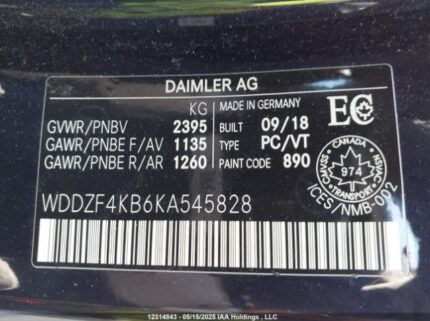 DAIMLER AG
KG
MADE IN GERMANY
EC
GVWR/PNBV 2395 BUILT 09/18
GAWR/PNBE F/AV 1135 TYPE PC/VT
GAWR/PNBE R/AR 1260 PAINT CODE 890
CANADA
974
TRANSPORT
ICES/NMB-002
WDDZF4KB6KA545828
12314843 - 05/15/2025 IAA Holdings / Copyright